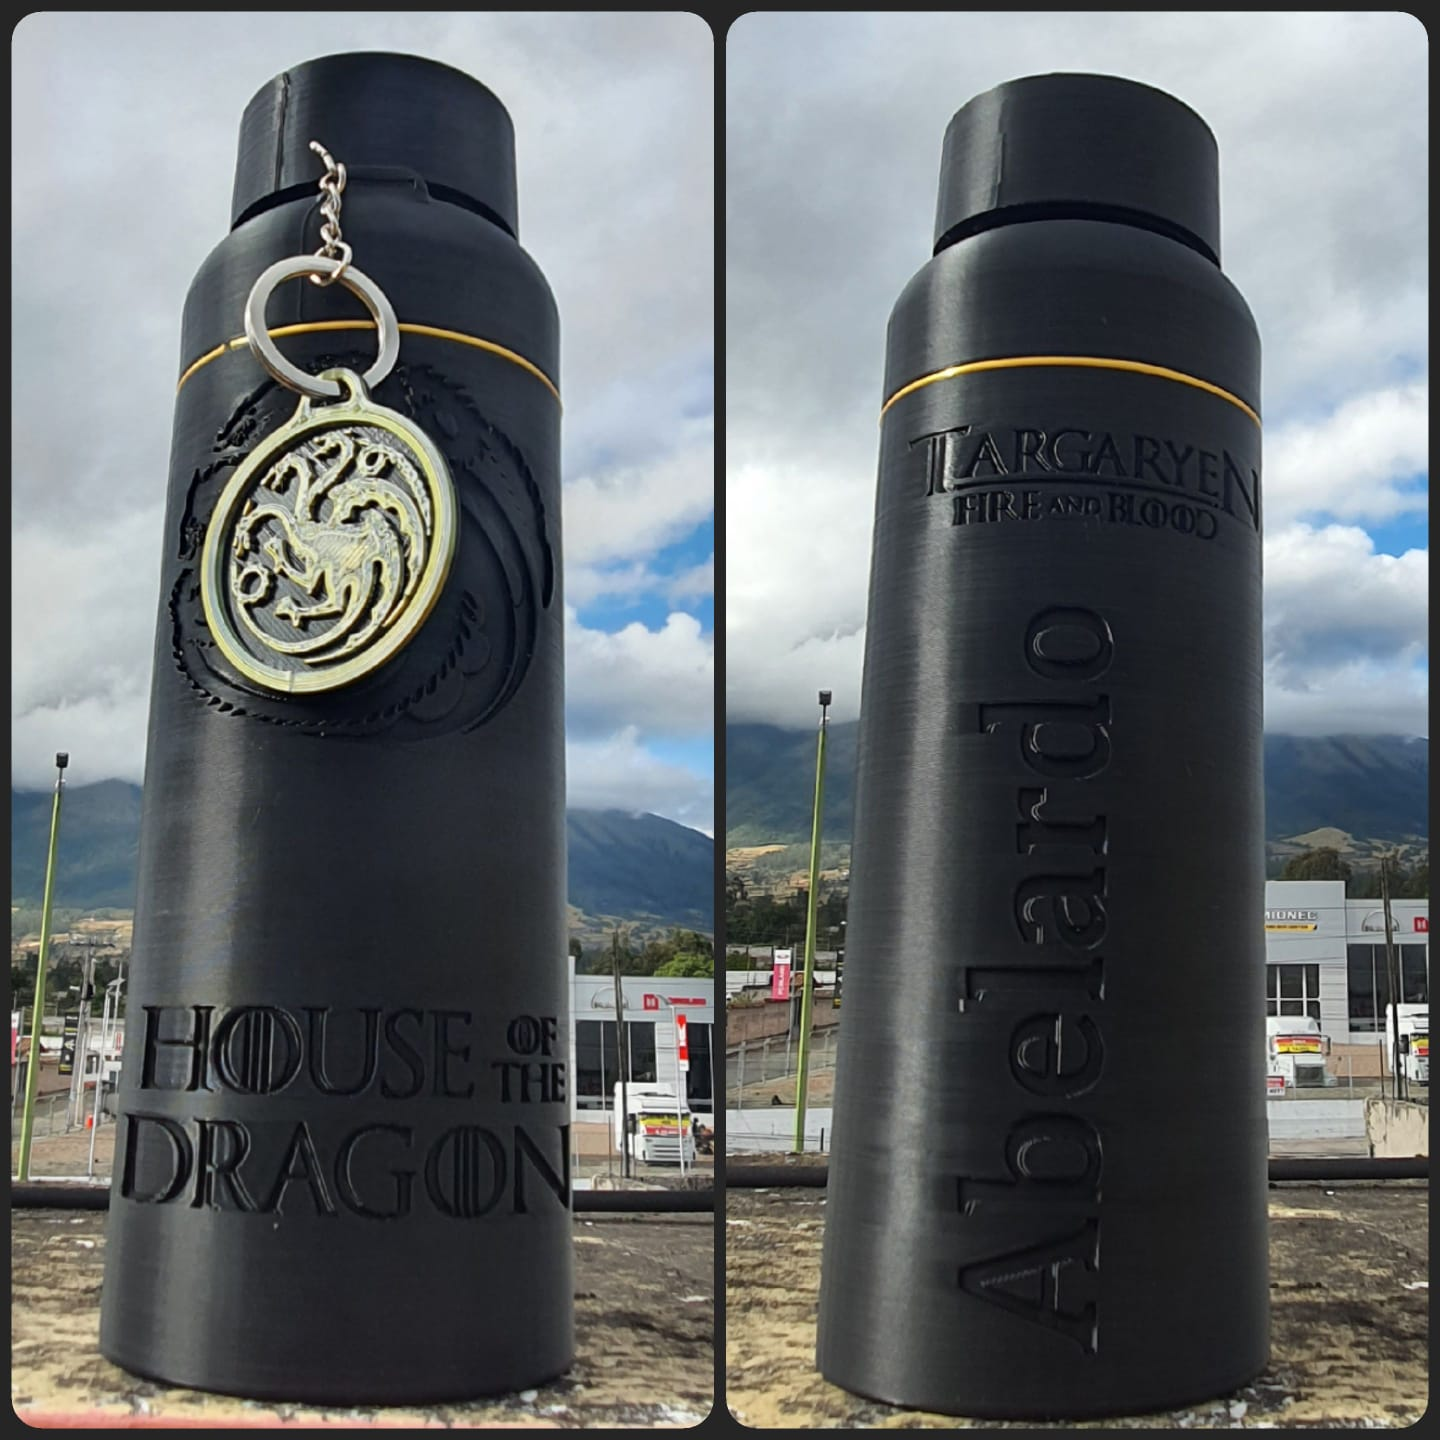 HOUSE OF THE
DRAGON
TARGARYEN
FIRE AND BLOOD
Abelardo